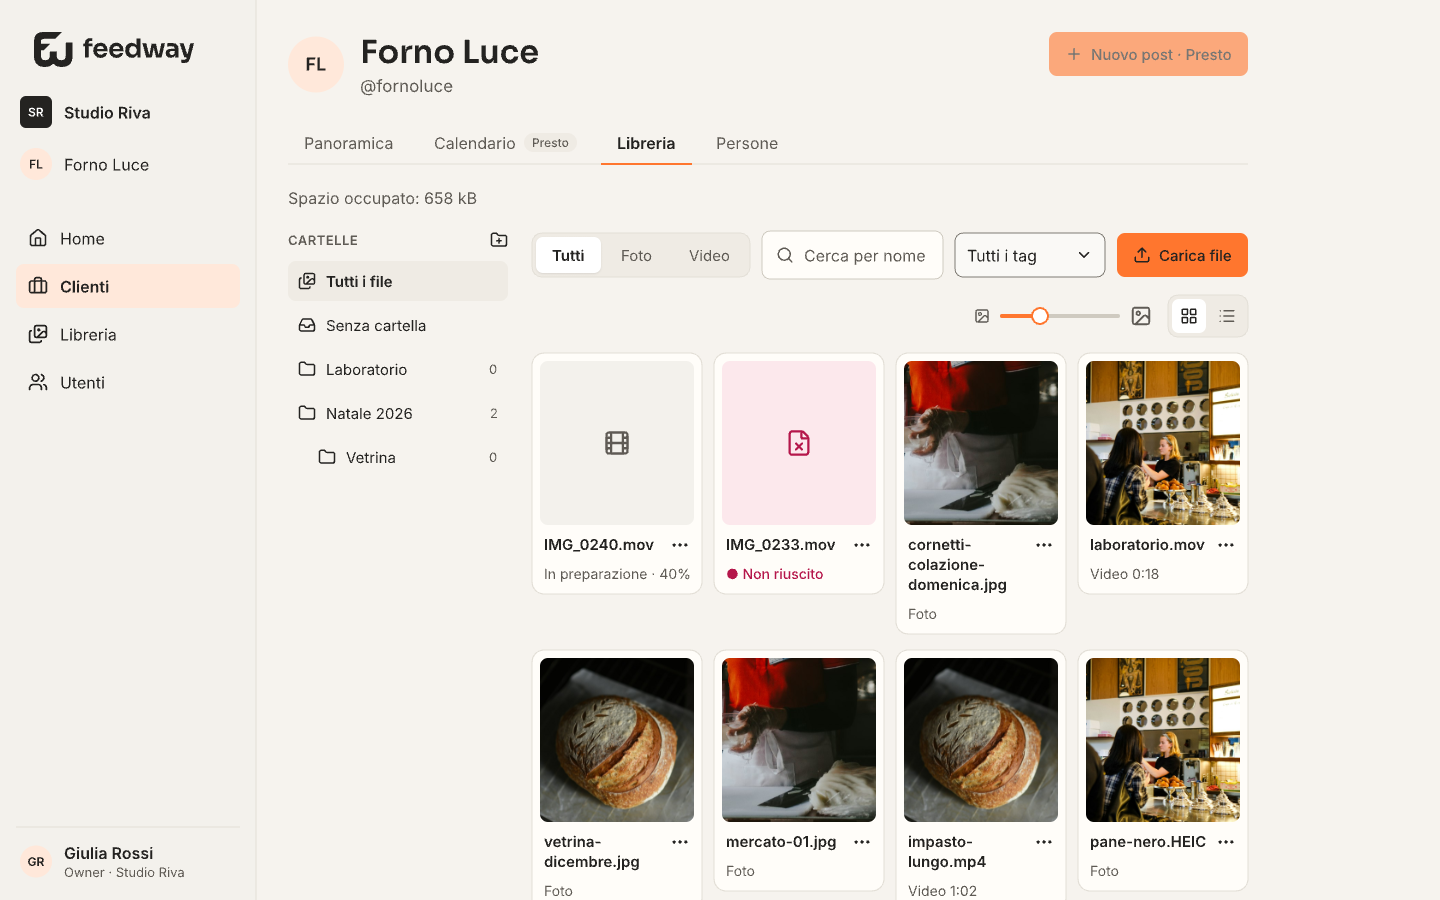 feedway
SR
Studio Riva
FL
Forno Luce
Home
Clienti
Libreria
Utenti
GR
Giulia Rossi
Owner · Studio Riva
FL
Forno Luce
@fornoluce
Nuovo post · Presto
Panoramica
Calendario Presto
Libreria
Persone
Spazio occupato: 658 kB
CARTELLE
Tutti i file
Senza cartella
Laboratorio 0
Natale 2026 2
Vetrina 0
Tutti
Foto
Video
Cerca per nome
Tutti i tag
Carica file
IMG_0240.mov
In preparazione · 40%
IMG_0233.mov
Non riuscito
cornetti-
colazione-
domenica.jpg
Foto
laboratorio.mov
Video 0:18
vetrina-
dicembre.jpg
Foto
mercato-01.jpg
Foto
impasto-
lungo.mp4
Video 1:02
pane-nero.HEIC
Foto